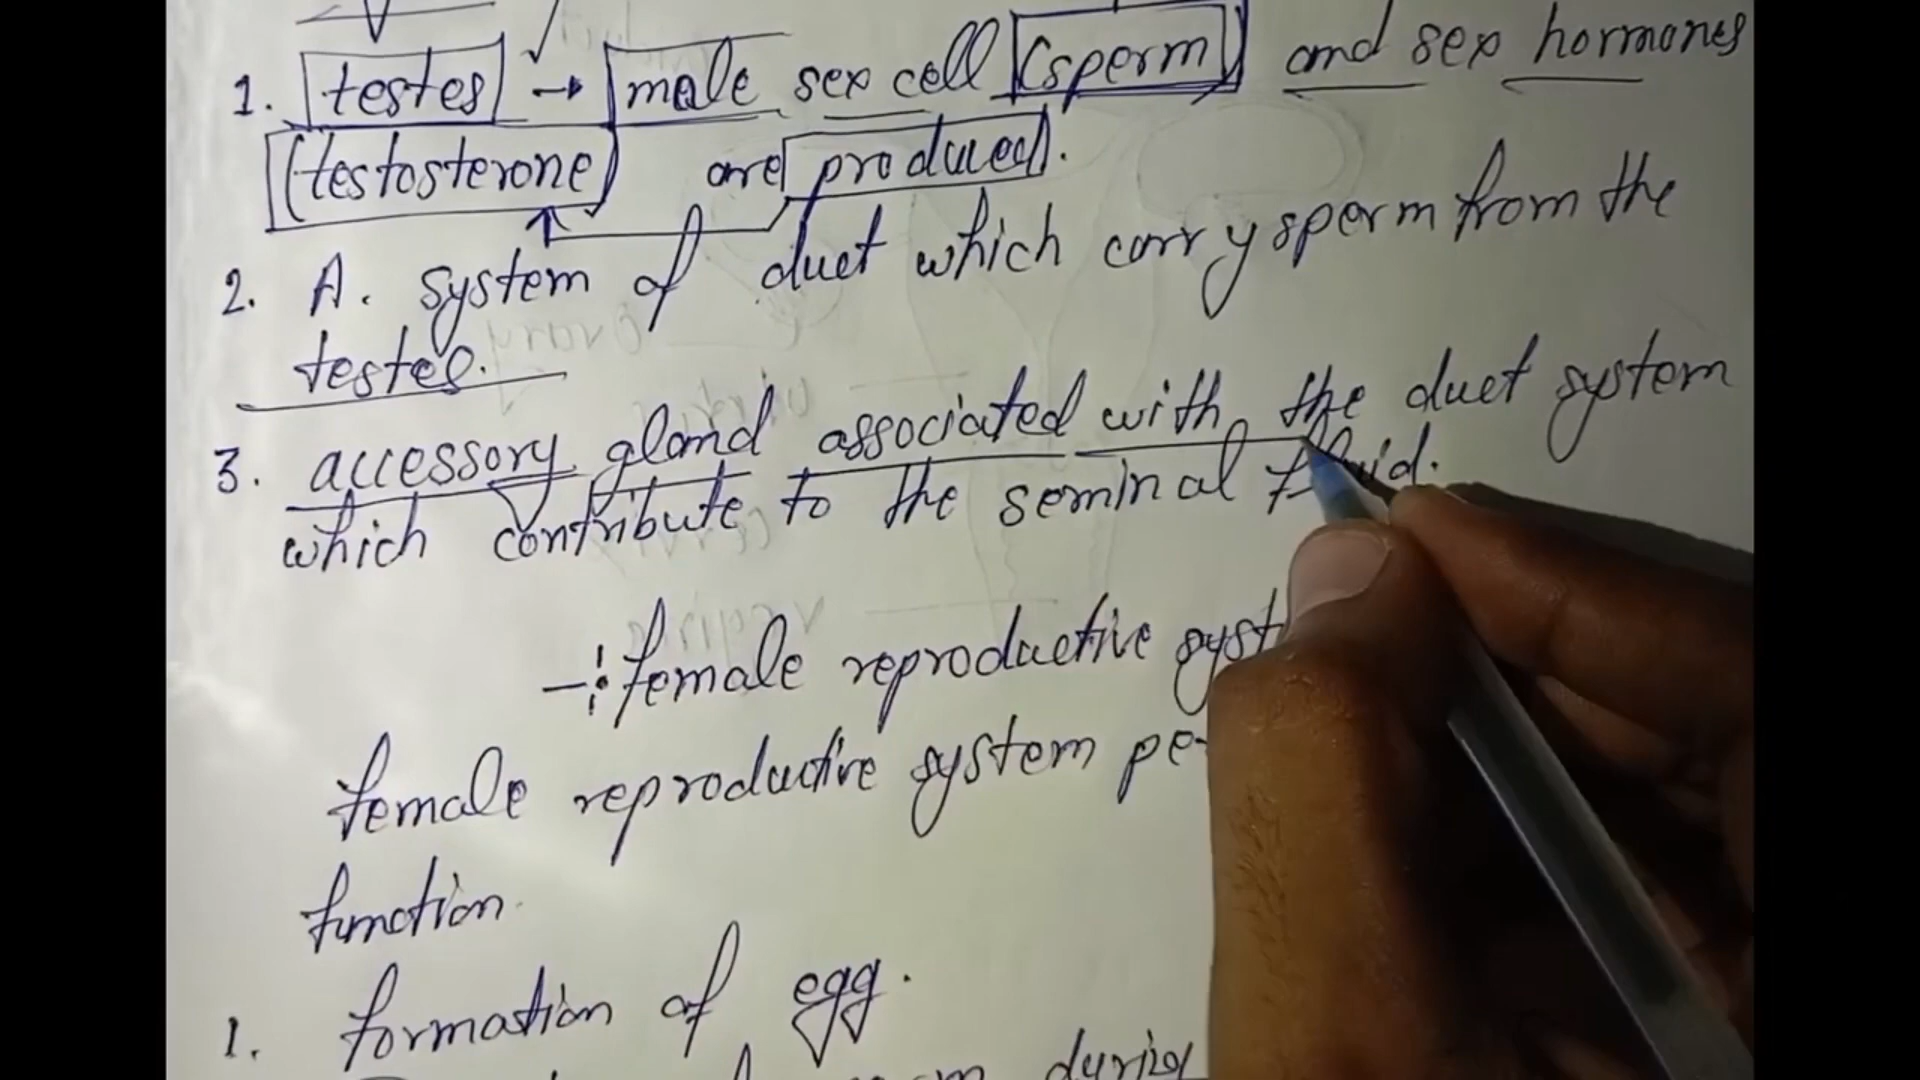 1. testes → male sex cell (sperm) and sex hormones
(testosterone) are produced.
2. A. system of duct which carry sperm from the
testes.
3. accessory gland associated with the duct system
which contribute to the seminal fluid.
-: female reproductive syst
female reproductive system pe
function.
1. formation of egg.
during